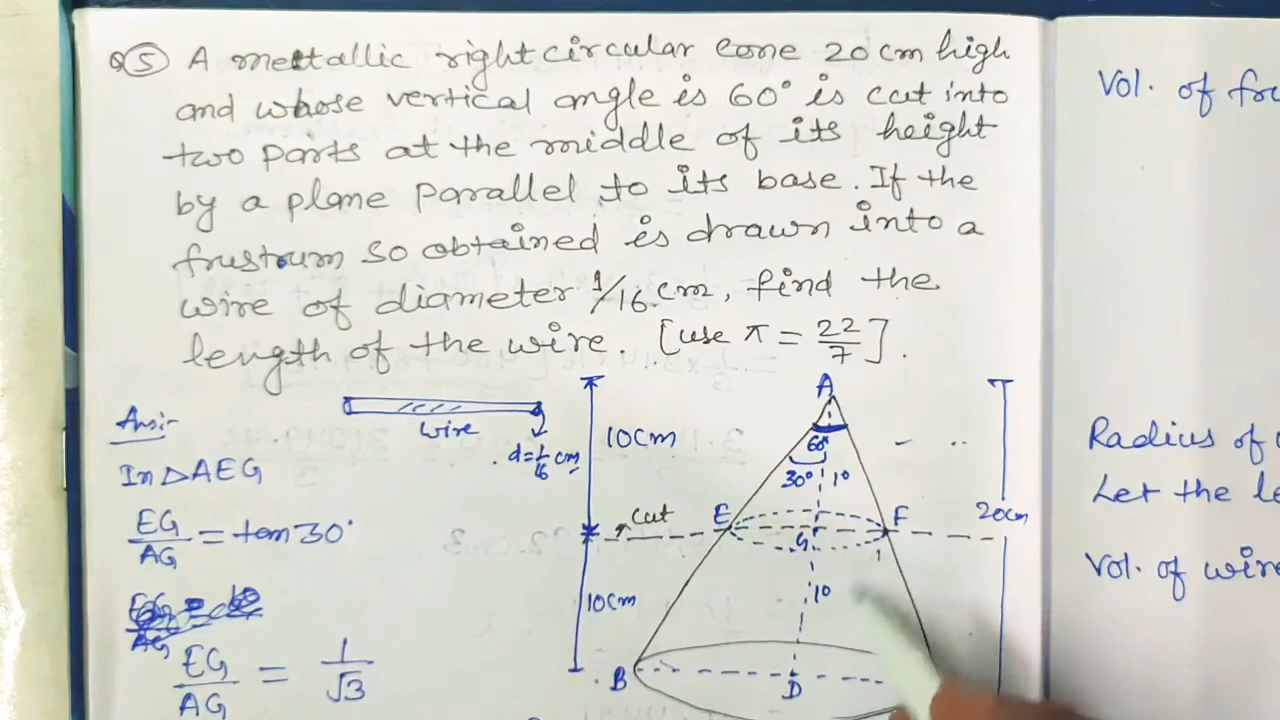 Q5 A metallic right circular cone 20 cm high
and whose vertical angle is 60° is cut into
two parts at the middle of its height
by a plane parallel to its base. If the
frustum so obtained is drawn into a
wire of diameter 1/16 cm, find the
length of the wire. [use π = 22/7].
Ans:-
wire
d = 1/16 cm
In △AEG
EG/AG = tan 30°
EG/AG = 1/√3
A
60°
30°
10
10cm
cut
E
F
G
20cm
10cm
10
B
D
Vol. of
Radius of
Let the
Vol. of wire